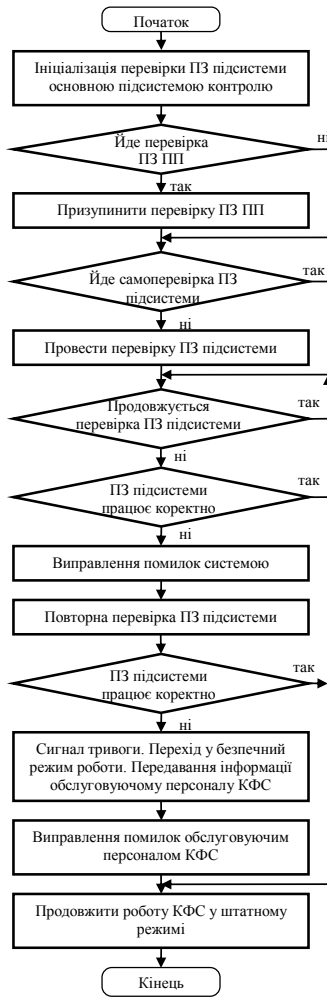 Початок
Ініціалізація перевірки ПЗ підсистеми
основною підсистемою контролю
Йде перевірка
ПЗ ПП
ні
так
Призупинити перевірку ПЗ ПП
Йде самоперевірка ПЗ
підсистеми
так
ні
Провести перевірку ПЗ підсистеми
Продовжується
перевірка ПЗ підсистеми
так
ні
ПЗ підсистеми
працює коректно
так
ні
Виправлення помилок системою
Повторна перевірка ПЗ підсистеми
ПЗ підсистеми
працює коректно
так
ні
Сигнал тривоги. Перехід у безпечний
режим роботи. Передавання інформації
обслуговуючому персоналу КФС
Виправлення помилок обслуговуючим
персоналом КФС
Продовжити роботу КФС у штатному
режимі
Кінець